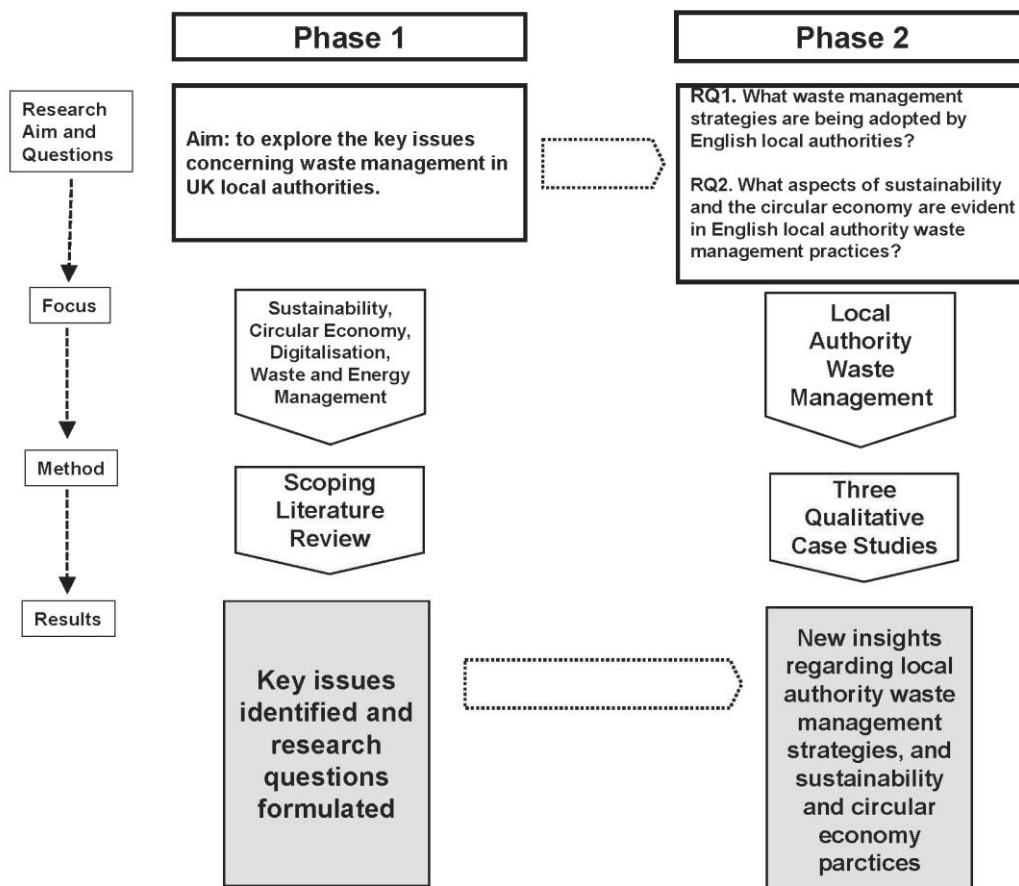 Phase 1
Phase 2
Research
Aim and
Questions
Aim: to explore the key issues
concerning waste management in
UK local authorities.
RQ1. What waste management
strategies are being adopted by
English local authorities?
RQ2. What aspects of sustainability
and the circular economy are evident
in English local authority waste
management practices?
Focus
Sustainability,
Circular Economy,
Digitalisation,
Waste and Energy
Management
Local
Authority
Waste
Management
Method
Scoping
Literature
Review
Three
Qualitative
Case Studies
Results
Key issues
identified and
research
questions
formulated
New insights
regarding local
authority waste
management
strategies, and
sustainability
and circular
economy
parctices